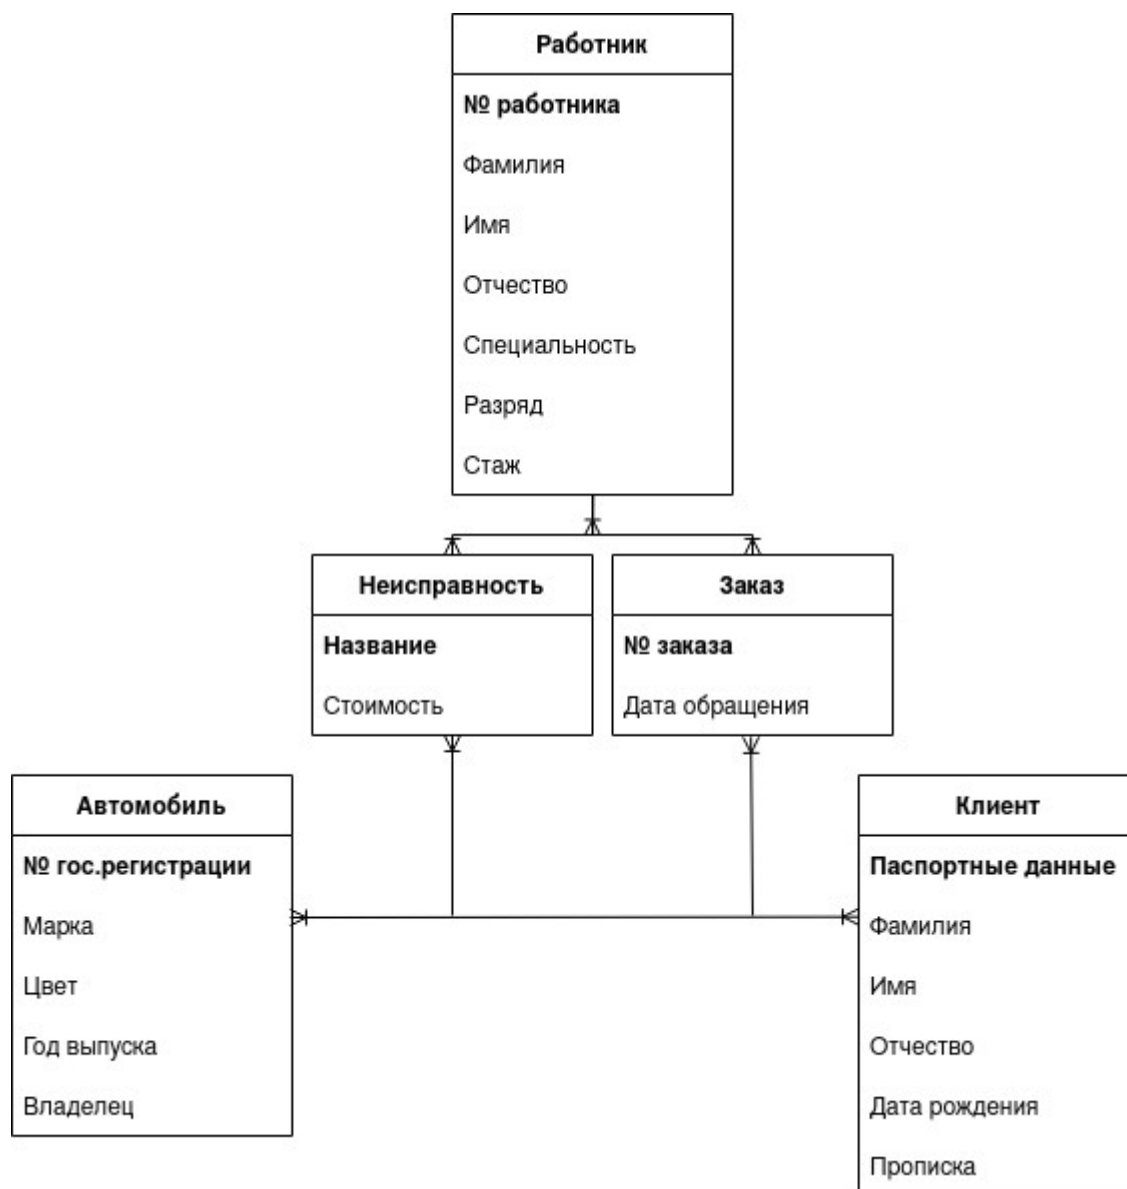 Работник
№ работника
Фамилия
Имя
Отчество
Специальность
Разряд
Стаж
Неисправность
Название
Стоимость
Заказ
№ заказа
Дата обращения
Автомобиль
№ гос.регистрации
Марка
Цвет
Год выпуска
Владелец
Клиент
Паспортные данные
Фамилия
Имя
Отчество
Дата рождения
Прописка